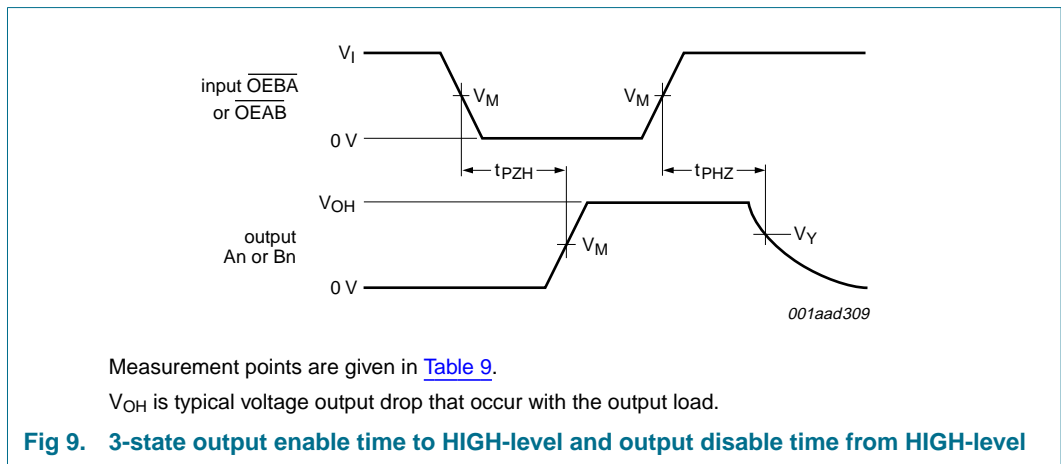 V_I
input OEBA
or OEAB
V_M
V_M
0 V
t_PZH
t_PHZ
V_OH
output
An or Bn
V_M
V_Y
0 V
001aad309
Measurement points are given in Table 9.
V_OH is typical voltage output drop that occur with the output load.
Fig 9. 3-state output enable time to HIGH-level and output disable time from HIGH-level